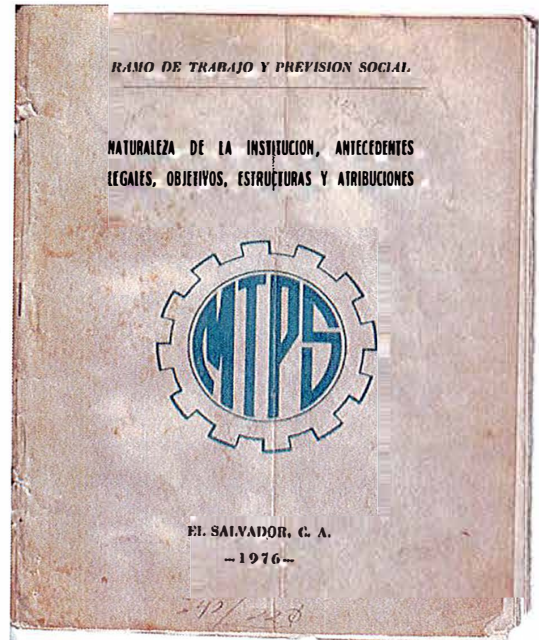 RAMO DE TRABAJO Y PREVISION SOCIAL
NATURALEZA DE LA INSTITUCION, ANTECEDENTES
LEGALES, OBJETIVOS, ESTRUCTURAS Y ATRIBUCIONES
MTPS
EL SALVADOR, C. A.
–1976–